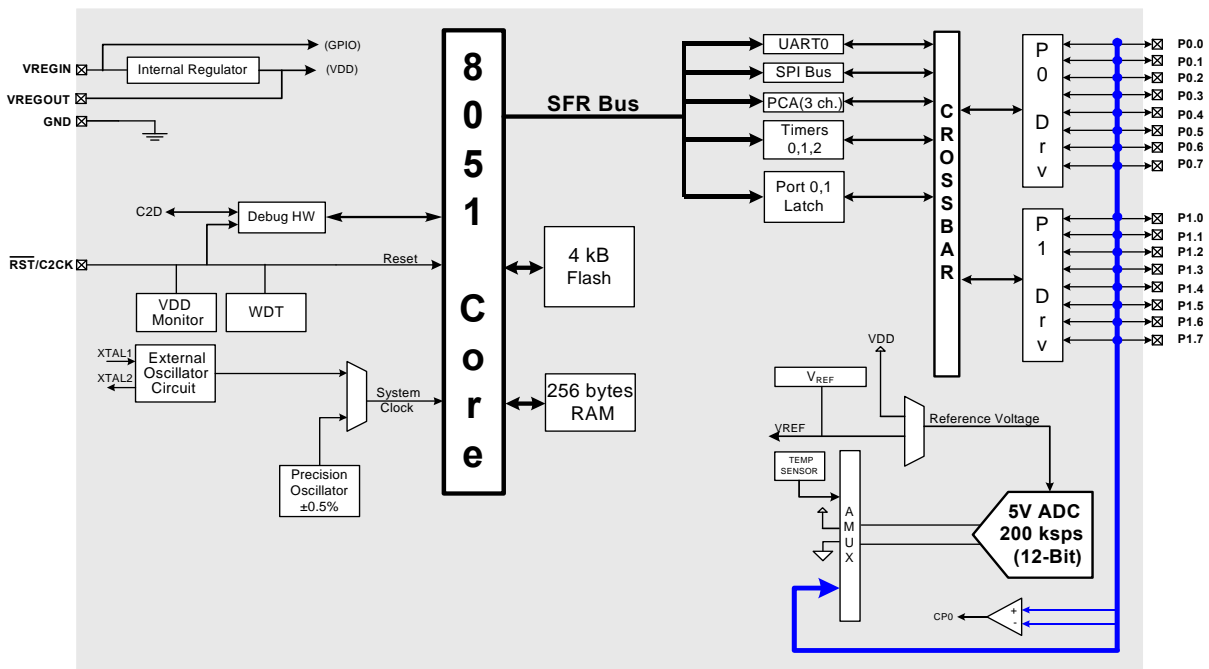 VREGIN
Internal Regulator
(GPIO)
(VDD)
VREGOUT
GND
C2D
Debug HW
RST/C2CK
Reset
VDD
Monitor
WDT
XTAL1
XTAL2
External
Oscillator
Circuit
System
Clock
Precision
Oscillator
±0.5%
8
0
5
1
C
o
r
e
SFR Bus
4 kB
Flash
256 bytes
RAM
UART0
SPI Bus
PCA(3 ch.)
Timers
0,1,2
Port 0,1
Latch
C
R
O
S
S
B
A
R
P
0
D
r
v
P0.0
P0.1
P0.2
P0.3
P0.4
P0.5
P0.6
P0.7
P
1
D
r
v
P1.0
P1.1
P1.2
P1.3
P1.4
P1.5
P1.6
P1.7
VDD
VREF
VREF
Reference Voltage
TEMP
SENSOR
A
M
U
X
5V ADC
200 ksps
(12-Bit)
CP0
+
-